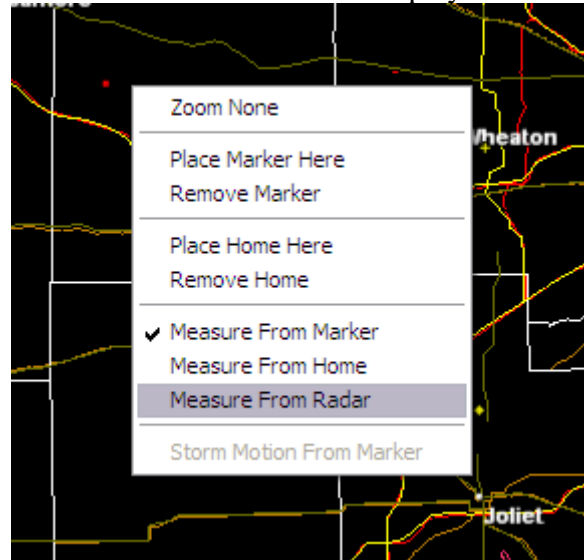 Zoom None
Wheaton
Place Marker Here
Remove Marker
Place Home Here
Remove Home
Measure From Marker
Measure From Home
Measure From Radar
Storm Motion From Marker
Joliet